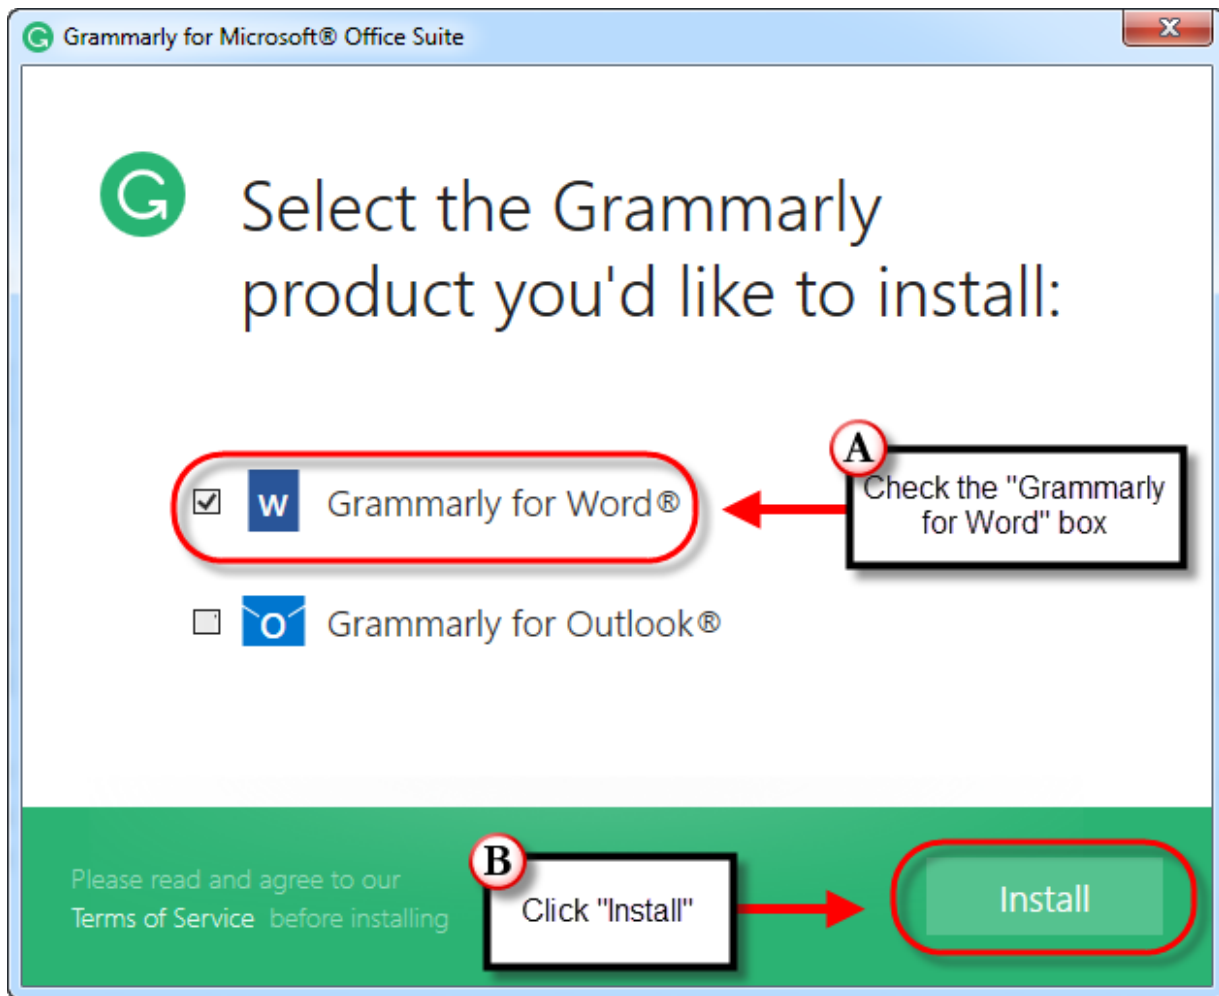 Grammarly for Microsoft® Office Suite
Select the Grammarly
product you'd like to install:
A
Check the "Grammarly
for Word" box
W Grammarly for Word®
O Grammarly for Outlook®
Please read and agree to our
Terms of Service before installing
B
Click "Install"
Install